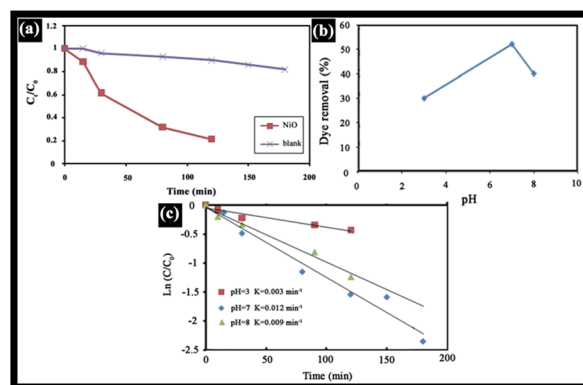 (a)
1.2
1
0.8
0.6
0.4
0.2
0
Ct/C0
0 50 100 150 200
Time (min)
NiO
blank
(b)
60
50
40
30
20
10
0
Dye removal (%)
0 2 4 6 8 10
pH
(c)
0
-0.5
-1
-1.5
-2
-2.5
Ln (C/C0)
pH=3 K=0.003 min-1
pH=7 K=0.012 min-1
pH=8 K=0.009 min-1
0 50 100 150 200
Time (min)